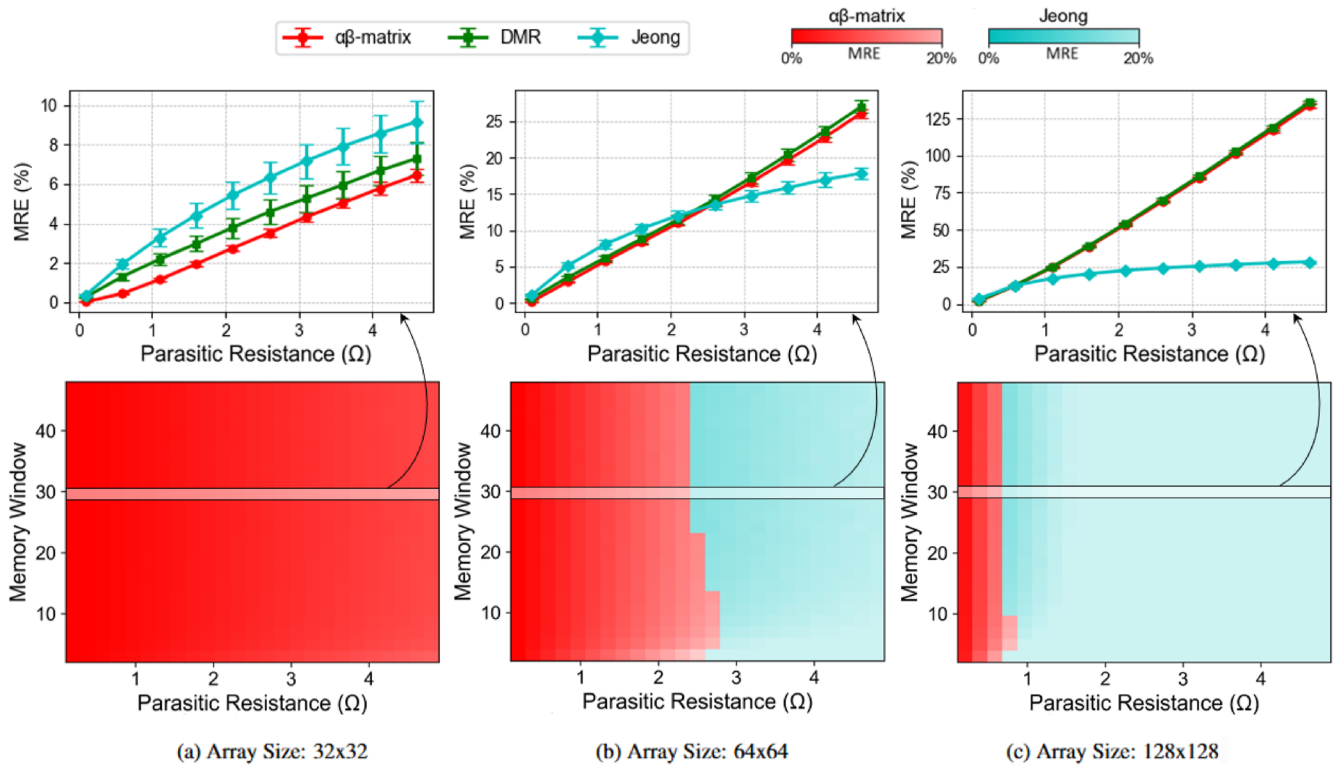 αβ-matrix DMR Jeong
αβ-matrix Jeong
MRE MRE
0% 20% 0% 20%
MRE (%)
10
8
6
4
2
0
0 1 2 3 4
Parasitic Resistance (Ω)
MRE (%)
25
20
15
10
5
0
0 1 2 3 4
Parasitic Resistance (Ω)
MRE (%)
125
100
75
50
25
0
0 1 2 3 4
Parasitic Resistance (Ω)
Memory Window
40
30
20
10
1 2 3 4
Parasitic Resistance (Ω)
Memory Window
40
30
20
10
1 2 3 4
Parasitic Resistance (Ω)
Memory Window
40
30
20
10
1 2 3 4
Parasitic Resistance (Ω)
(a) Array Size: 32x32
(b) Array Size: 64x64
(c) Array Size: 128x128